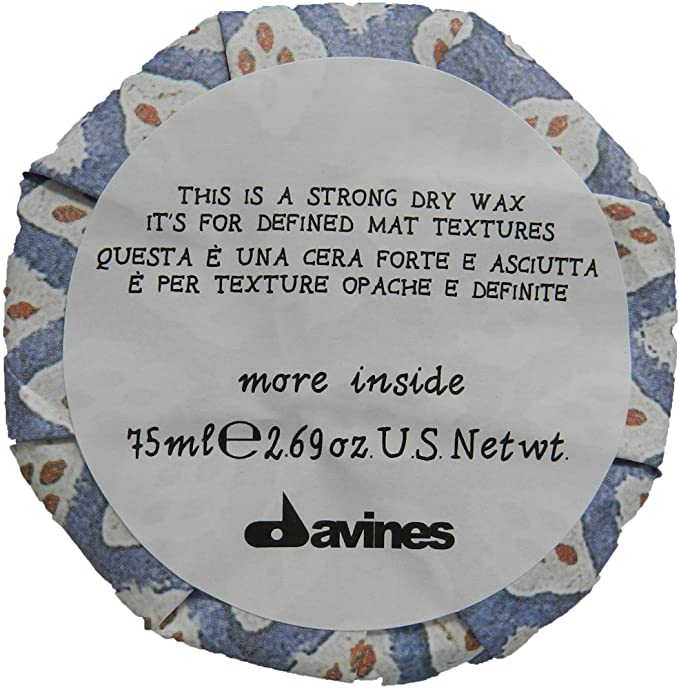 THIS IS A STRONG DRY WAX
IT'S FOR DEFINED MAT TEXTURES
QUESTA È UNA CERA FORTE E ASCIUTTA
È PER TEXTURE OPACHE E DEFINITE
more inside
75ml℮2.69oz.U.S.Netwt.
davines